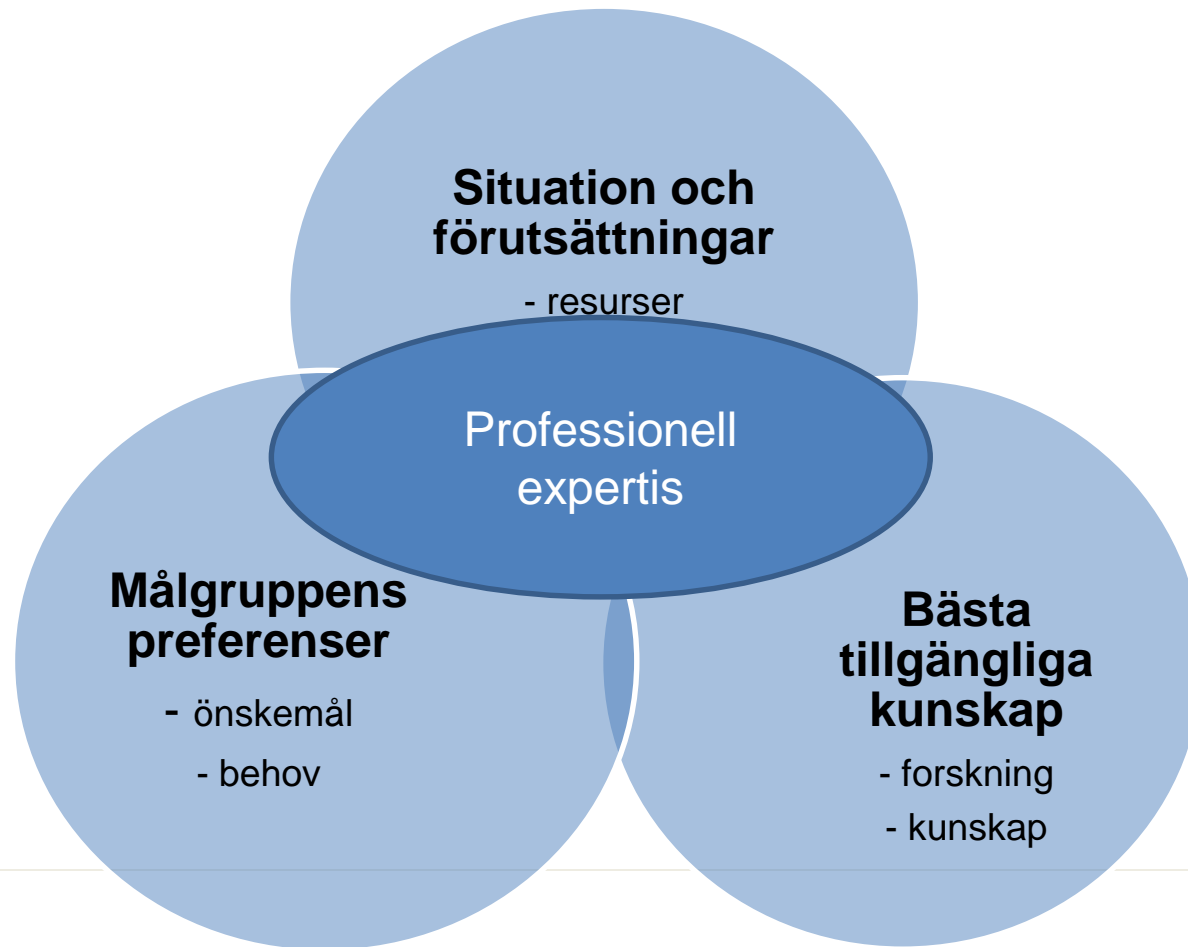 Situation och
förutsättningar
- resurser
Professionell
expertis
Målgruppens
preferenser
- önskemål
- behov
Bästa
tillgängliga
kunskap
- forskning
- kunskap